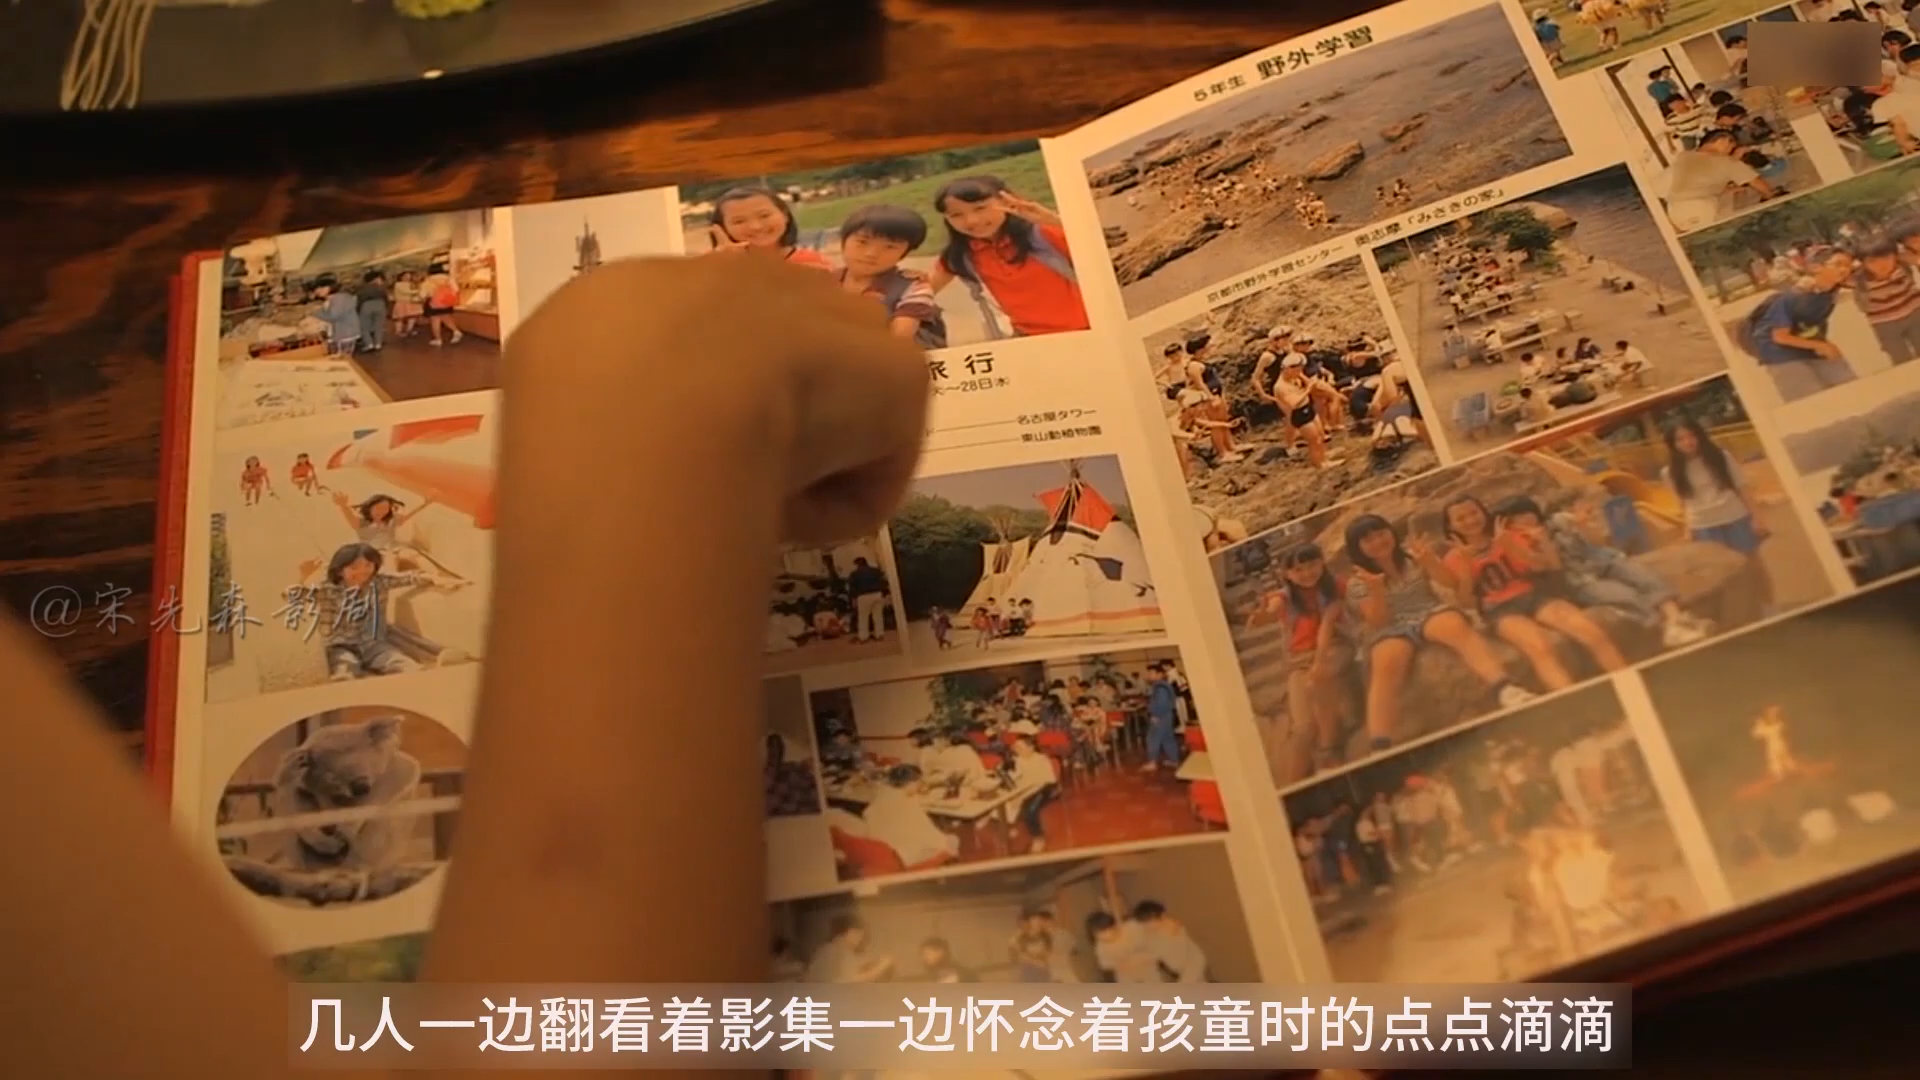 5年生 野外学習
京都市野外学習センター 奥志摩「みさきの家」
旅行
~28日(水)
名古屋タワー
東山動植物園
@宋先森影剧
几人一边翻看着影集一边怀念着孩童时的点点滴滴